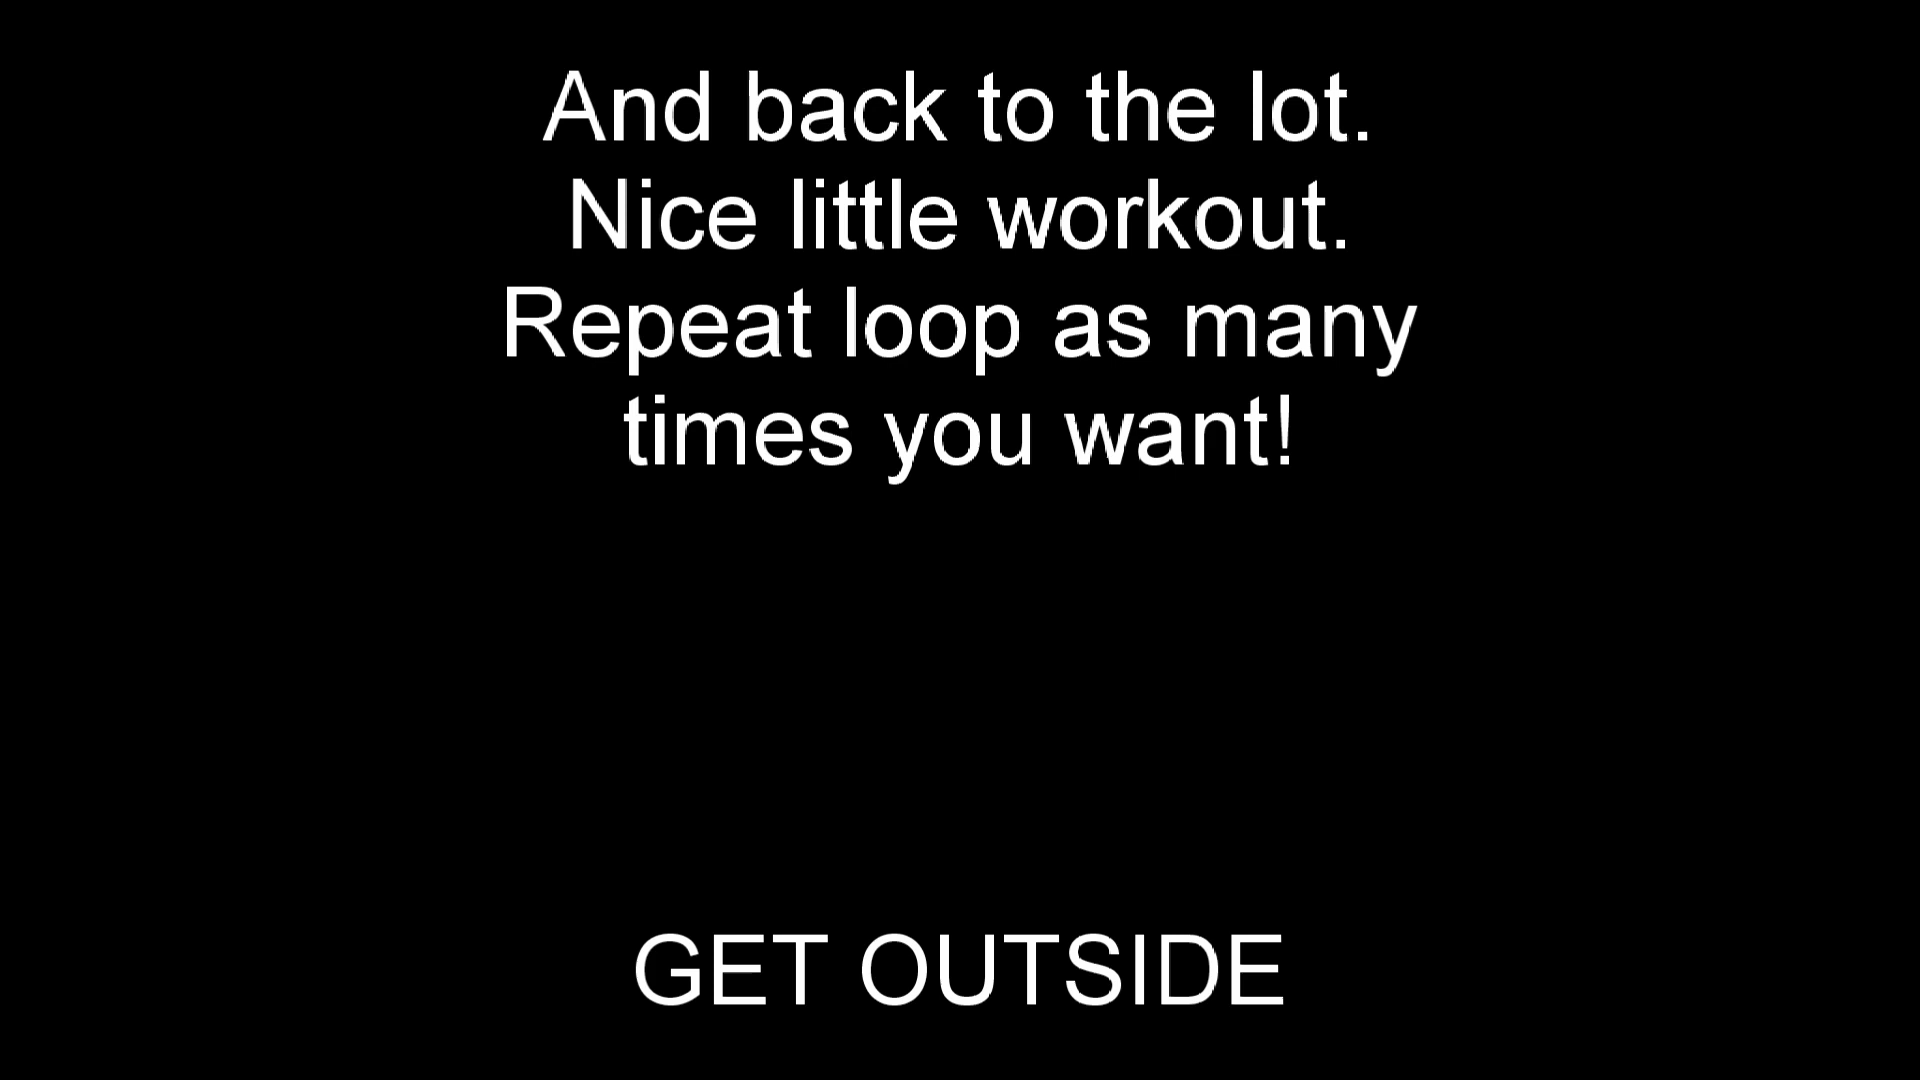 And back to the lot.
Nice little workout.
Repeat loop as many
times you want!
GET OUTSIDE